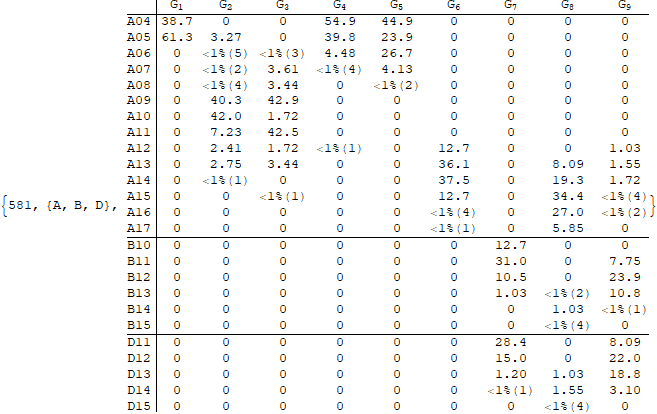 G1 G2 G3 G4 G5 G6 G7 G8 G9
A04 38.7 0 0 54.9 44.9 0 0 0 0
A05 61.3 3.27 0 39.8 23.9 0 0 0 0
A06 0 <1%(5) <1%(3) 4.48 26.7 0 0 0 0
A07 0 <1%(2) 3.61 <1%(4) 4.13 0 0 0 0
A08 0 <1%(4) 3.44 0 <1%(2) 0 0 0 0
A09 0 40.3 42.9 0 0 0 0 0 0
A10 0 42.0 1.72 0 0 0 0 0 0
A11 0 7.23 42.5 0 0 0 0 0 0
A12 0 2.41 1.72 <1%(1) 0 12.7 0 0 1.03
A13 0 2.75 3.44 0 0 36.1 0 8.09 1.55
A14 0 <1%(1) 0 0 0 37.5 0 19.3 1.72
{581, {A, B, D}, A15 0 0 <1%(1) 0 0 12.7 0 34.4 <1%(4) }
A16 0 0 0 0 0 <1%(4) 0 27.0 <1%(2)
A17 0 0 0 0 0 <1%(1) 0 5.85 0
B10 0 0 0 0 0 0 12.7 0 0
B11 0 0 0 0 0 0 31.0 0 7.75
B12 0 0 0 0 0 0 10.5 0 23.9
B13 0 0 0 0 0 0 1.03 <1%(2) 10.8
B14 0 0 0 0 0 0 0 1.03 <1%(1)
B15 0 0 0 0 0 0 0 <1%(4) 0
D11 0 0 0 0 0 0 28.4 0 8.09
D12 0 0 0 0 0 0 15.0 0 22.0
D13 0 0 0 0 0 0 1.20 1.03 18.8
D14 0 0 0 0 0 0 <1%(1) 1.55 3.10
D15 0 0 0 0 0 0 0 <1%(4) 0